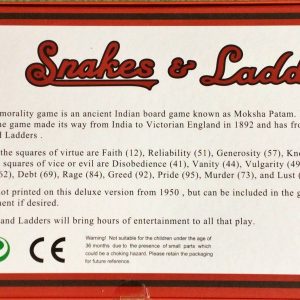 Snakes & Ladd
morality game is an ancient Indian board game known as Moksha Patam.
e game made its way from India to Victorian England in 1892 and has fr
d Ladders .
the squares of virtue are Faith (12), Reliability (51), Generosity (57), Kno
squares of vice or evil are Disobedience (41), Vanity (44), Vulgarity (49
62), Debt (69), Rage (84), Greed (92), Pride (95), Murder (73), and Lust (
ot printed on this deluxe version from 1950 , but can be included in the g
ment if desired.
and Ladders will bring hours of entertainment to all that play.
CE
Warning! Not suitable for the children under the age of
36 months due to the presence of small parts which
could be a choking hazard. Please retain the packaging
for future reference.